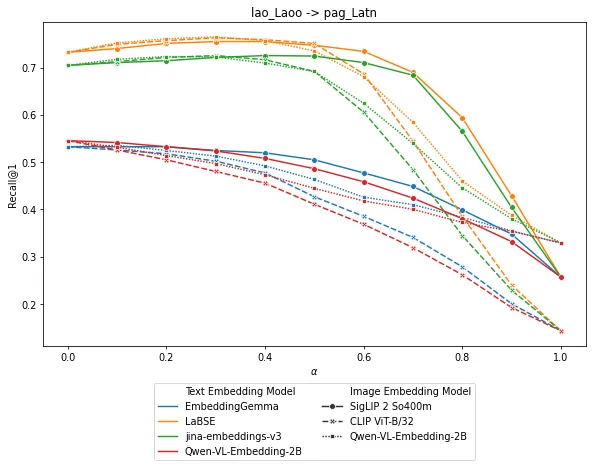 lao_Laoo -> pag_Latn
Recall@1
0.7
0.6
0.5
0.4
0.3
0.2
0.0 0.2 0.4 0.6 0.8 1.0
α
Text Embedding Model Image Embedding Model
EmbeddingGemma SigLIP 2 So400m
LaBSE CLIP ViT-B/32
jina-embeddings-v3 Qwen-VL-Embedding-2B
Qwen-VL-Embedding-2B